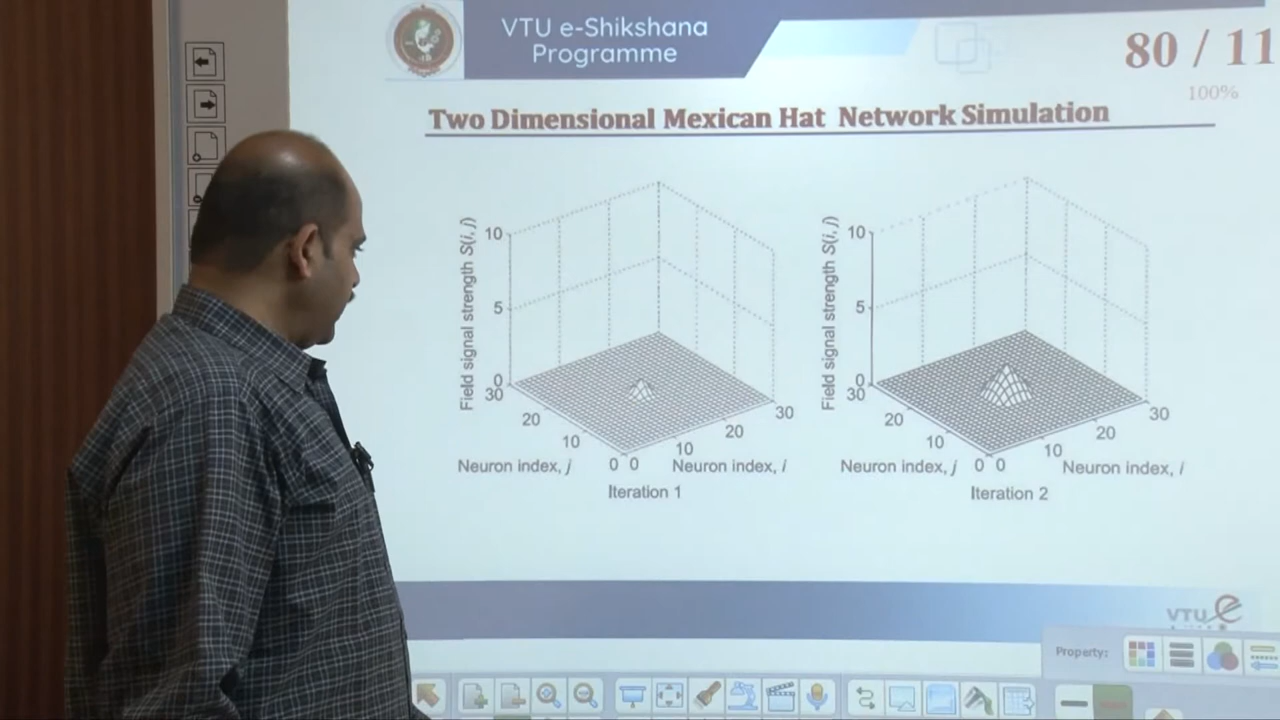 VTU e-Shikshana
Programme
80 / 11
100%
Two Dimensional Mexican Hat Network Simulation
Field signal strength S(i, j)
10
5
0
30
20
10
0 0
10
20
30
Neuron index, j
Neuron index, i
Iteration 1
Field signal strength S(i, j)
10
5
0
30
20
10
0 0
10
20
30
Neuron index, j
Neuron index, i
Iteration 2
VTU e
Property: